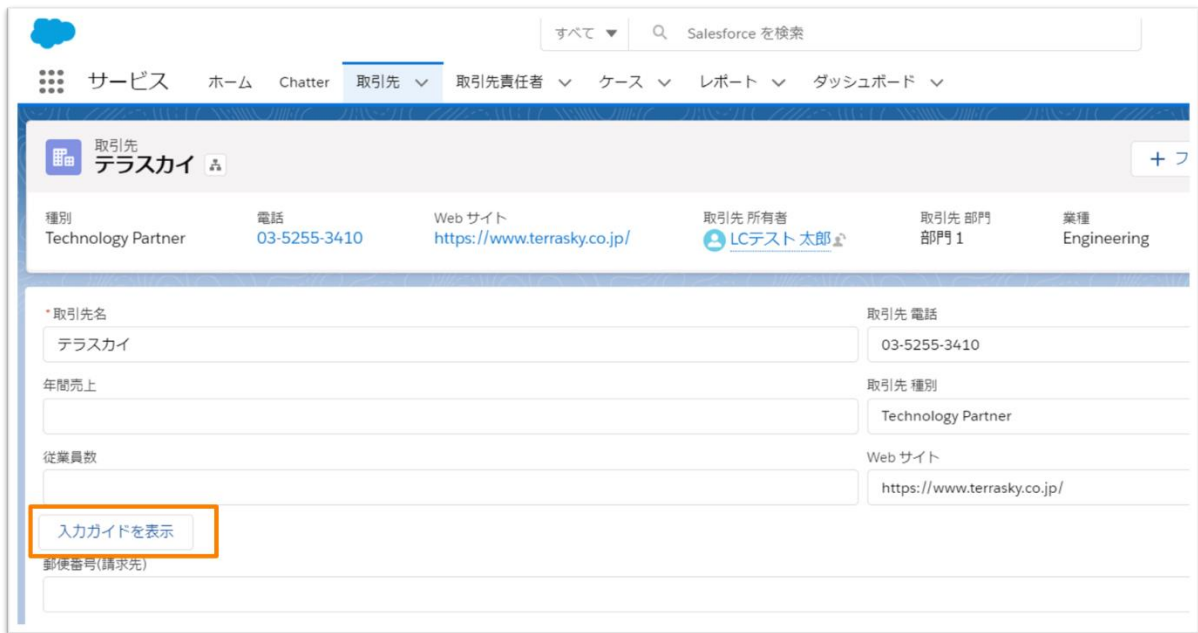 すべて Salesforce を検索
サービス ホーム Chatter 取引先 取引先責任者 ケース レポート ダッシュボード
取引先
テラスカイ
+ フ
種別 電話 Web サイト 取引先 所有者 取引先 部門 業種
Technology Partner 03-5255-3410 https://www.terrasky.co.jp/ LCテスト 太郎 部門 1 Engineering
*取引先名 取引先 電話
テラスカイ 03-5255-3410
年間売上 取引先 種別
Technology Partner
従業員数 Web サイト
https://www.terrasky.co.jp/
入力ガイドを表示
郵便番号(請求先)